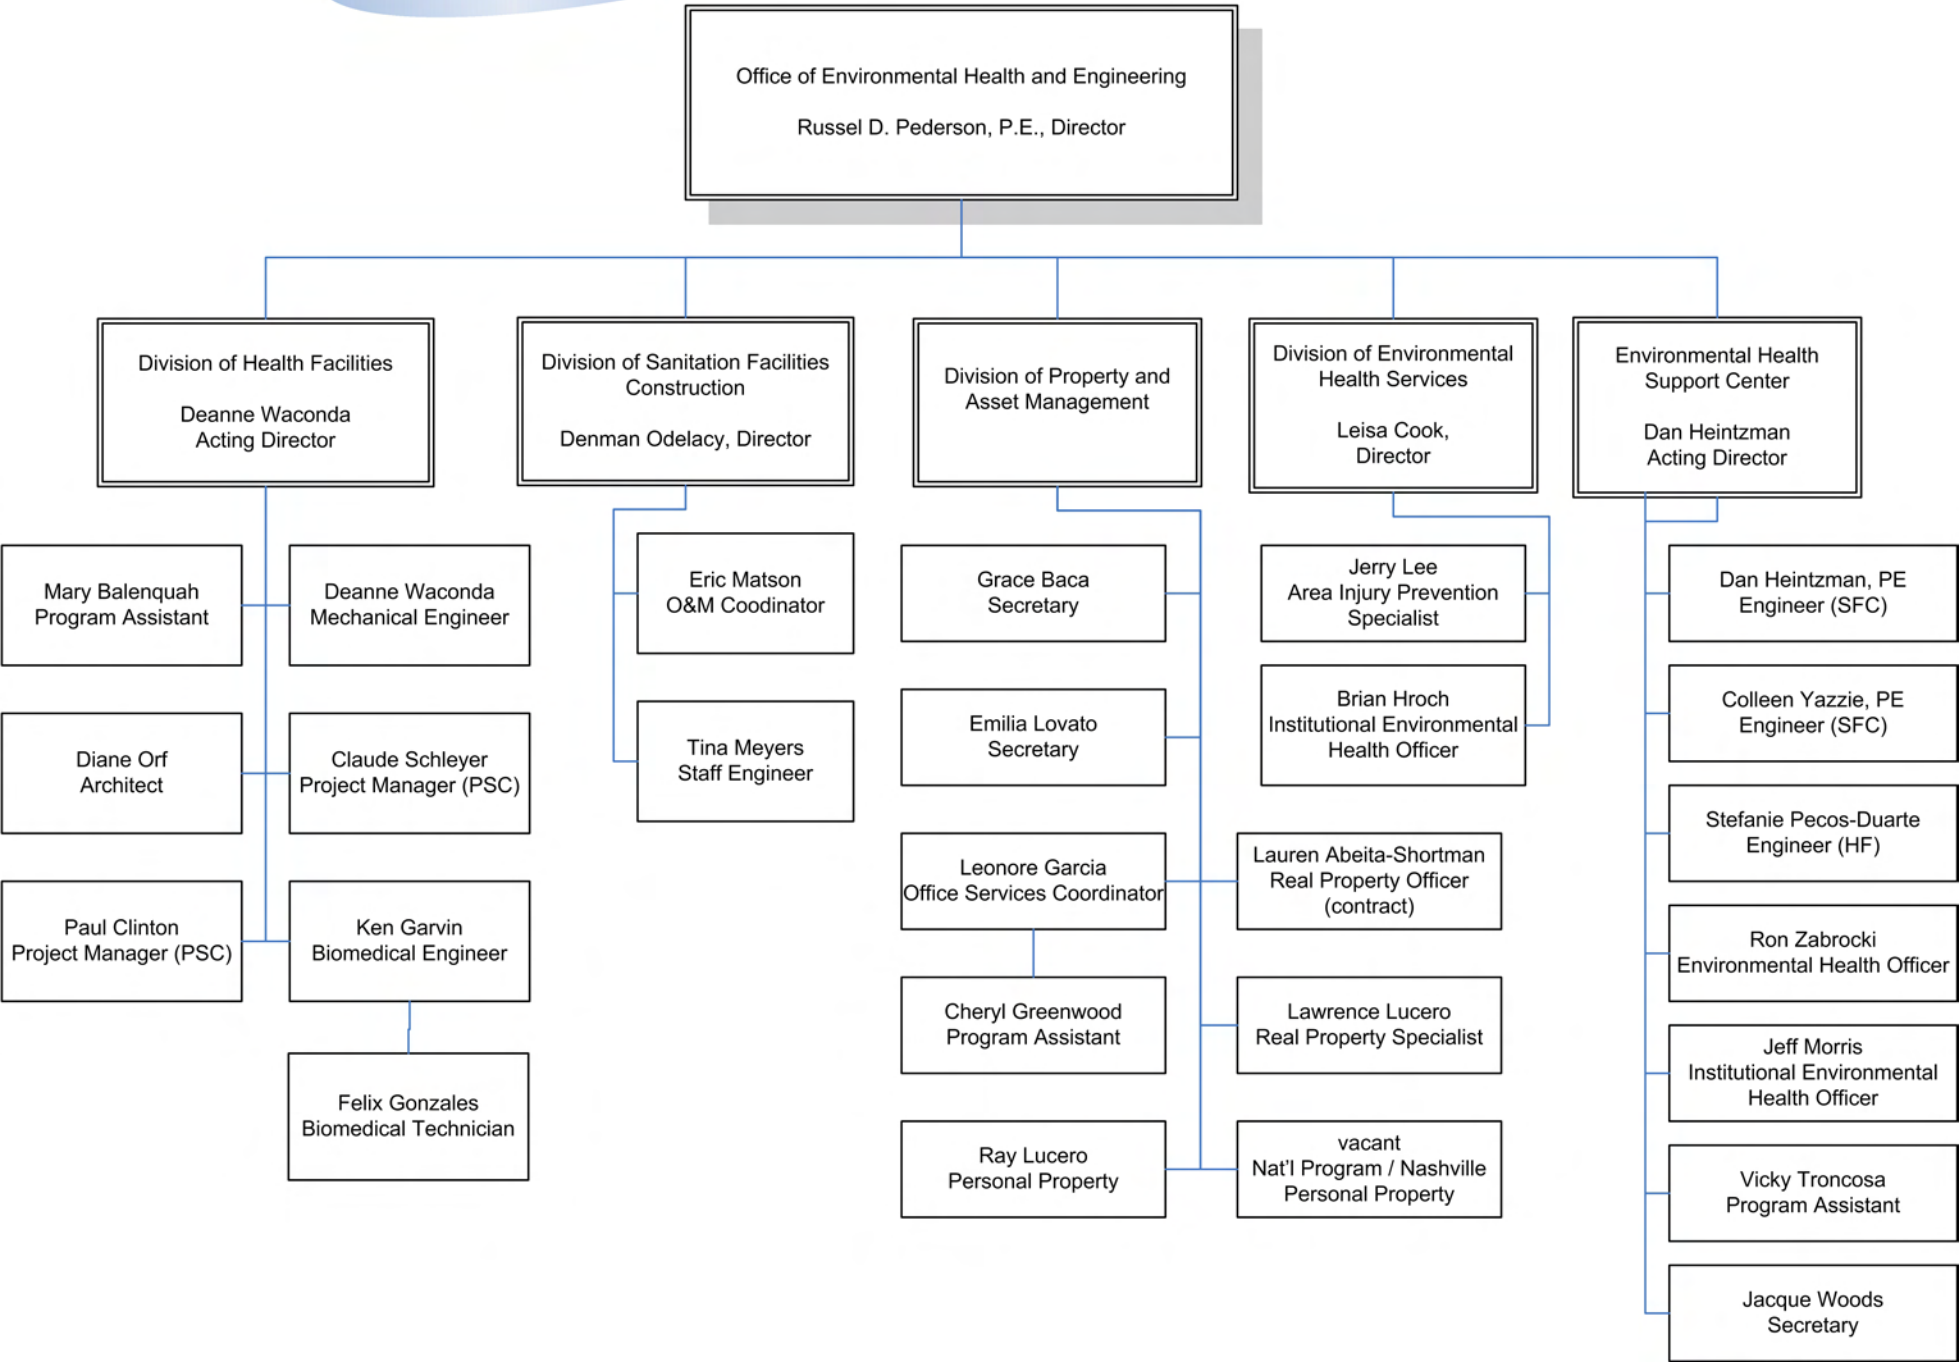 Office of Environmental Health and Engineering
Russel D. Pederson, P.E., Director
Division of Health Facilities
Deanne Waconda
Acting Director
Division of Sanitation Facilities
Construction
Denman Odelacy, Director
Division of Property and
Asset Management
Division of Environmental
Health Services
Leisa Cook,
Director
Environmental Health
Support Center
Dan Heintzman
Acting Director
Mary Balenquah
Program Assistant
Deanne Waconda
Mechanical Engineer
Diane Orf
Architect
Claude Schleyer
Project Manager (PSC)
Paul Clinton
Project Manager (PSC)
Ken Garvin
Biomedical Engineer
Felix Gonzales
Biomedical Technician
Eric Matson
O&M Coodinator
Tina Meyers
Staff Engineer
Grace Baca
Secretary
Emilia Lovato
Secretary
Leonore Garcia
Office Services Coordinator
Lauren Abeita-Shortman
Real Property Officer
(contract)
Cheryl Greenwood
Program Assistant
Lawrence Lucero
Real Property Specialist
Ray Lucero
Personal Property
vacant
Nat'l Program / Nashville
Personal Property
Jerry Lee
Area Injury Prevention
Specialist
Brian Hroch
Institutional Environmental
Health Officer
Dan Heintzman, PE
Engineer (SFC)
Colleen Yazzie, PE
Engineer (SFC)
Stefanie Pecos-Duarte
Engineer (HF)
Ron Zabrocki
Environmental Health Officer
Jeff Morris
Institutional Environmental
Health Officer
Vicky Troncosa
Program Assistant
Jacque Woods
Secretary